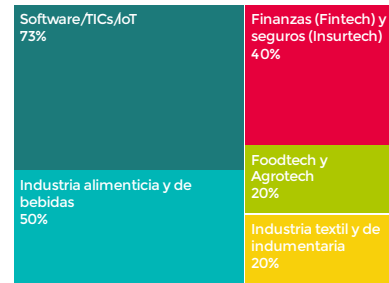 Software/TICs/IoT
73%
Industria alimenticia y de
bebidas
50%
Finanzas (Fintech) y
seguros (Insurtech)
40%
Foodtech y
Agrotech
20%
Industria textil y de
indumentaria
20%